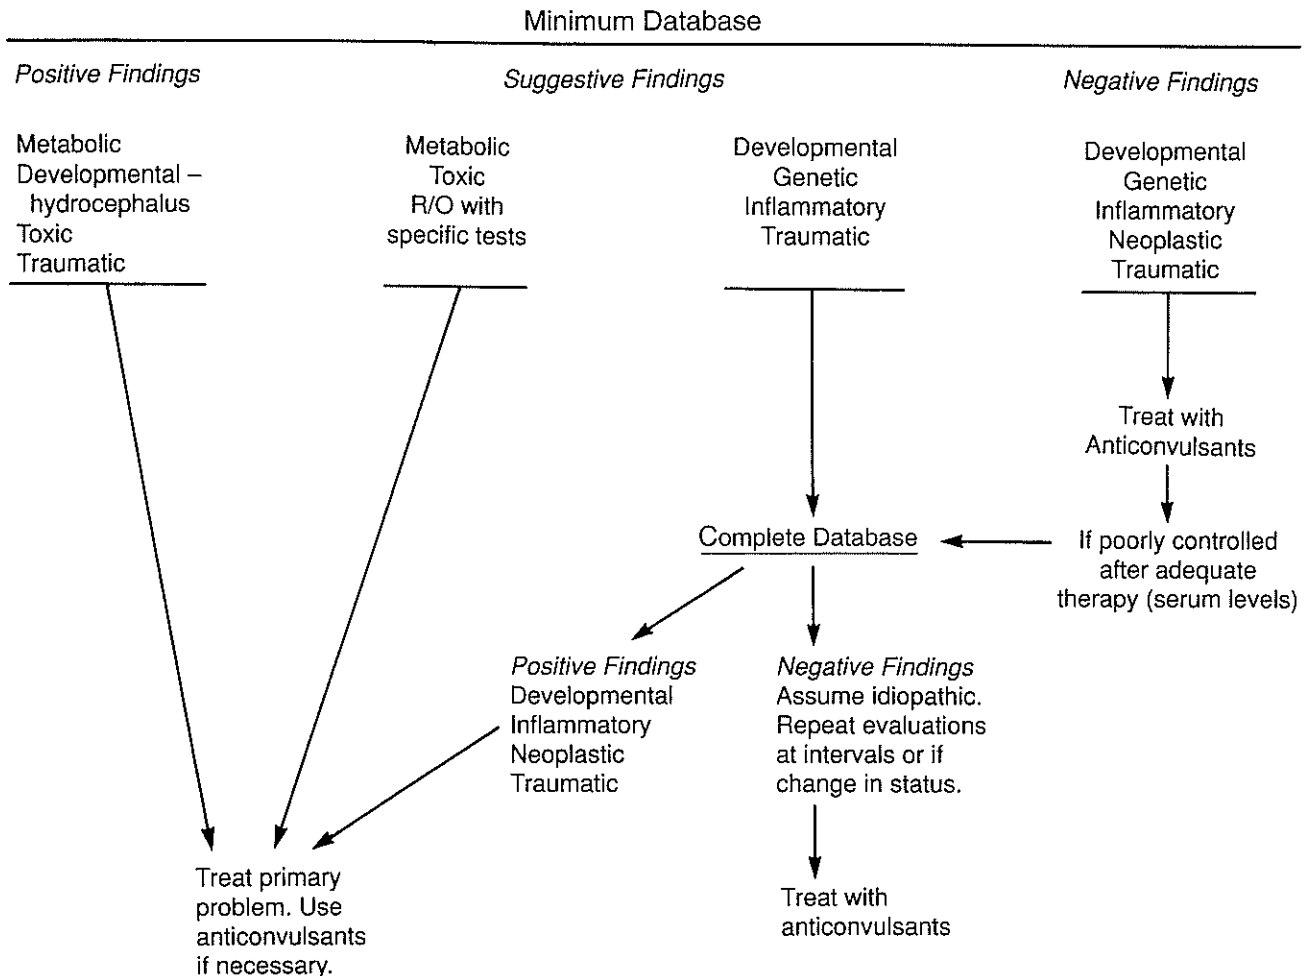 Minimum Database
Positive Findings
Suggestive Findings
Negative Findings
Metabolic
Developmental –
hydrocephalus
Toxic
Traumatic
Metabolic
Toxic
R/O with
specific tests
Developmental
Genetic
Inflammatory
Traumatic
Developmental
Genetic
Inflammatory
Neoplastic
Traumatic
Treat with
Anticonvulsants
If poorly controlled
after adequate
therapy (serum levels)
Complete Database
Positive Findings
Developmental
Inflammatory
Neoplastic
Traumatic
Negative Findings
Assume idiopathic.
Repeat evaluations
at intervals or if
change in status.
Treat primary
problem. Use
anticonvulsants
if necessary.
Treat with
anticonvulsants